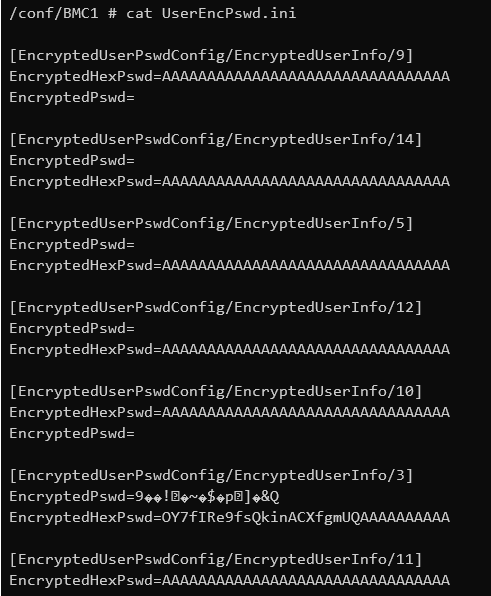 /conf/BMC1 # cat UserEncPswd.ini
[EncryptedUserPswdConfig/EncryptedUserInfo/9]
EncryptedHexPswd=AAAAAAAAAAAAAAAAAAAAAAAAAAAAAAAA
EncryptedPswd=
[EncryptedUserPswdConfig/EncryptedUserInfo/14]
EncryptedPswd=
EncryptedHexPswd=AAAAAAAAAAAAAAAAAAAAAAAAAAAAAAAA
[EncryptedUserPswdConfig/EncryptedUserInfo/5]
EncryptedPswd=
EncryptedHexPswd=AAAAAAAAAAAAAAAAAAAAAAAAAAAAAAAA
[EncryptedUserPswdConfig/EncryptedUserInfo/12]
EncryptedPswd=
EncryptedHexPswd=AAAAAAAAAAAAAAAAAAAAAAAAAAAAAAAA
[EncryptedUserPswdConfig/EncryptedUserInfo/10]
EncryptedHexPswd=AAAAAAAAAAAAAAAAAAAAAAAAAAAAAAAA
EncryptedPswd=
[EncryptedUserPswdConfig/EncryptedUserInfo/3]
EncryptedPswd=9��!�~�$�p]�&Q
EncryptedHexPswd=OY7fIRe9fsQkinACXfgmUQAAAAAAAAAA
[EncryptedUserPswdConfig/EncryptedUserInfo/11]
EncryptedHexPswd=AAAAAAAAAAAAAAAAAAAAAAAAAAAAAAAA